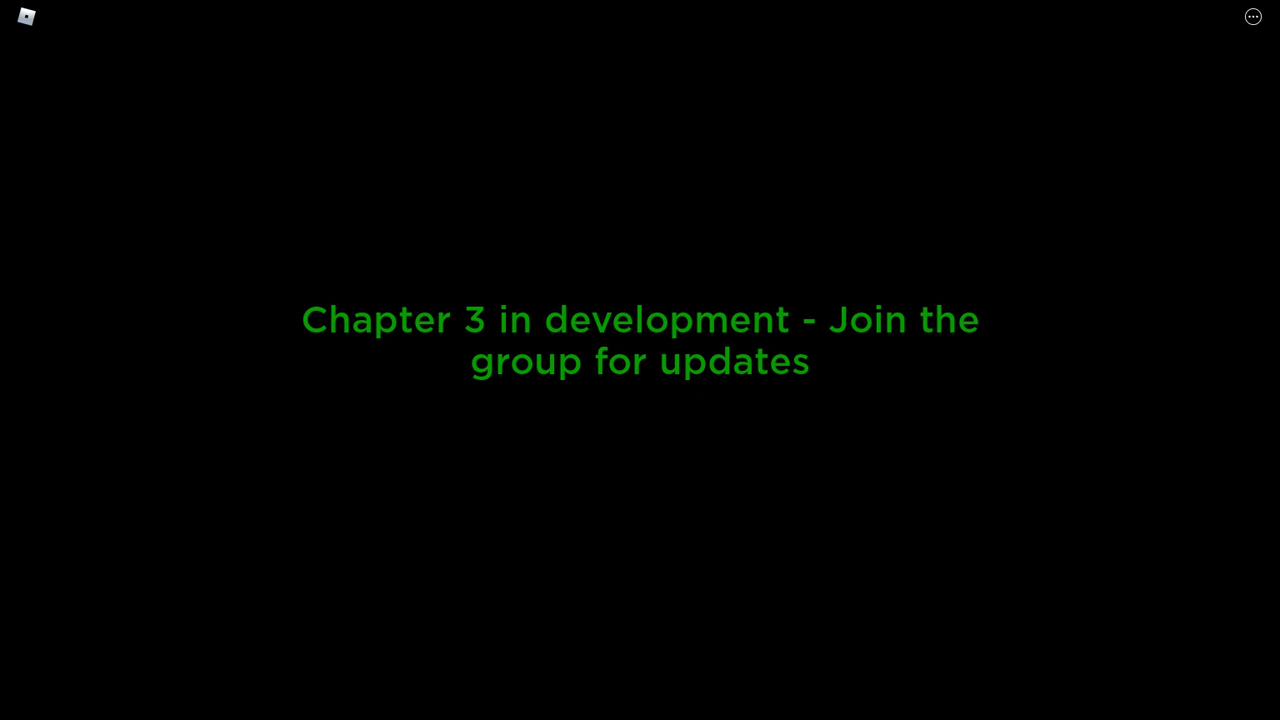 Chapter 3 in development - Join the
group for updates